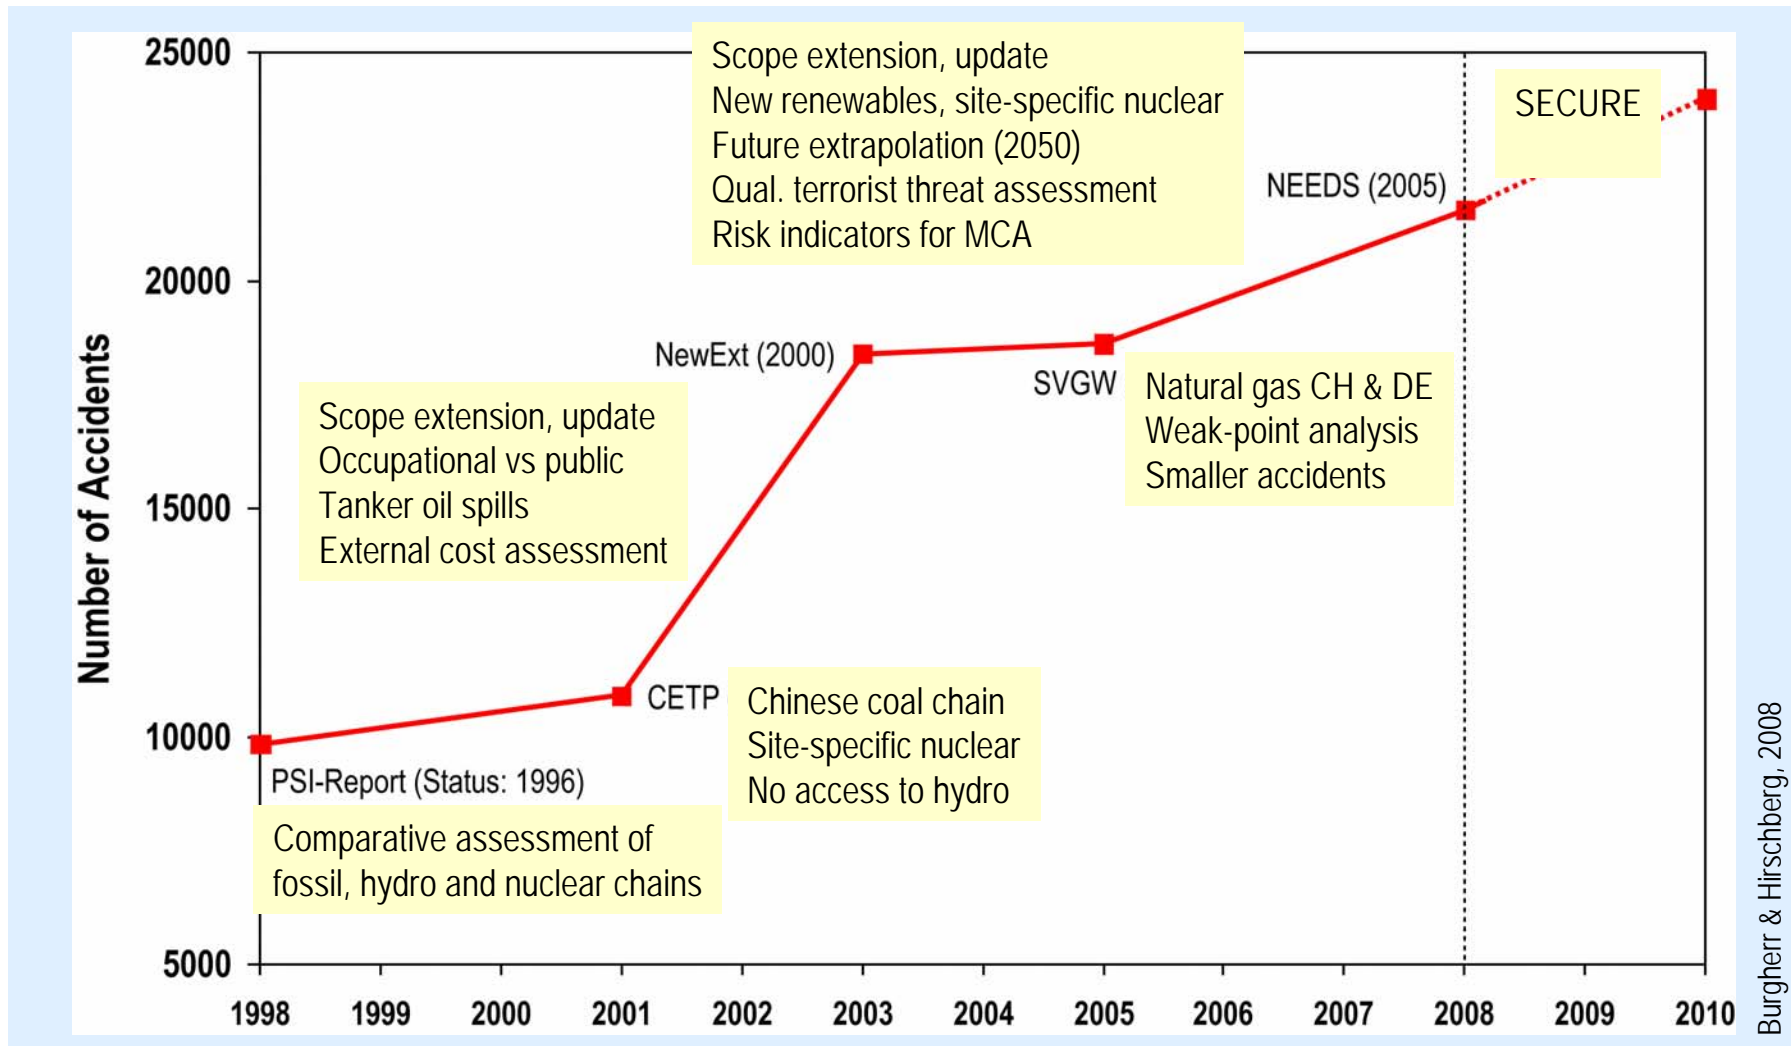 25000
20000
15000
10000
5000
Number of Accidents
Scope extension, update
New renewables, site-specific nuclear
Future extrapolation (2050)
Qual. terrorist threat assessment
Risk indicators for MCA
SECURE
NEEDS (2005)
NewExt (2000)
SVGW
Natural gas CH & DE
Weak-point analysis
Smaller accidents
Scope extension, update
Occupational vs public
Tanker oil spills
External cost assessment
CETP
Chinese coal chain
Site-specific nuclear
No access to hydro
PSI-Report (Status: 1996)
Comparative assessment of
fossil, hydro and nuclear chains
1998 1999 2000 2001 2002 2003 2004 2005 2006 2007 2008 2009 2010
Burgherr & Hirschberg, 2008